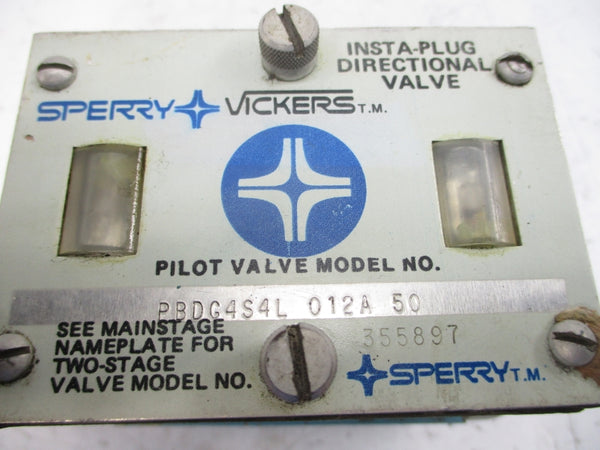 INSTA-PLUG
DIRECTIONAL
VALVE
SPERRY VICKERS T.M.
PILOT VALVE MODEL NO.
PBDG4S4L 012A 50
SEE MAINSTAGE
NAMEPLATE FOR
TWO-STAGE
VALVE MODEL NO.
355897
SPERRY T.M.